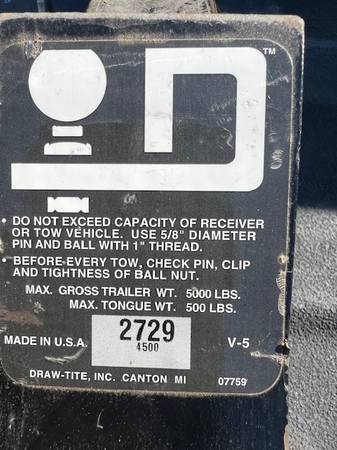 ™
• DO NOT EXCEED CAPACITY OF RECEIVER
OR TOW VEHICLE. USE 5/8" DIAMETER
PIN AND BALL WITH 1" THREAD.
• BEFORE EVERY TOW, CHECK PIN, CLIP
AND TIGHTNESS OF BALL NUT.
MAX. GROSS TRAILER WT. 5000 LBS.
MAX. TONGUE WT. 500 LBS.
2729
4500
MADE IN U.S.A. V-5
DRAW-TITE, INC. CANTON MI 07759